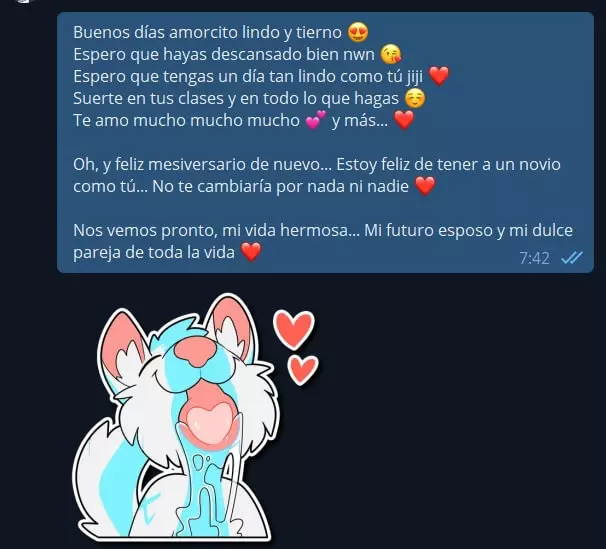 Buenos días amorcito lindo y tierno 😍
Espero que hayas descansado bien nwn 😘
Espero que tengas un día tan lindo como tú jiji ❤️
Suerte en tus clases y en todo lo que hagas ☺️
Te amo mucho mucho mucho 💕 y más... ❤️
Oh, y feliz mesiversario de nuevo... Estoy feliz de tener a un novio
como tú... No te cambiaría por nada ni nadie ❤️
Nos vemos pronto, mi vida hermosa... Mi futuro esposo y mi dulce
pareja de toda la vida ❤️
7:42